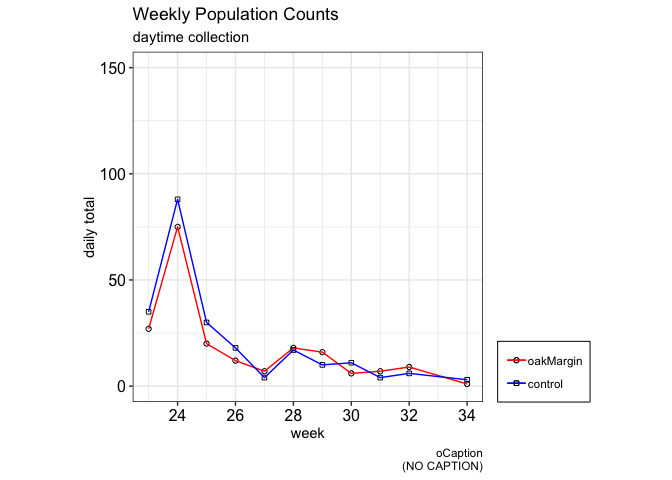 Weekly Population Counts
daytime collection
daily total
150
100
50
0
24 26 28 30 32 34
week
oakMargin
control
oCaption
(NO CAPTION)